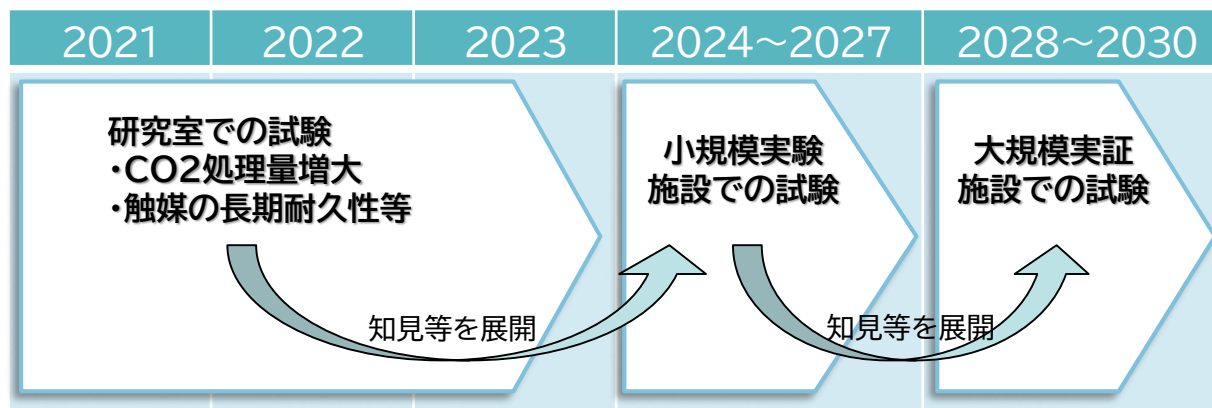 2021
2022
2023
2024～2027
2028～2030
研究室での試験
・CO2処理量増大
・触媒の長期耐久性等
小規模実験
施設での試験
大規模実証
施設での試験
知見等を展開
知見等を展開